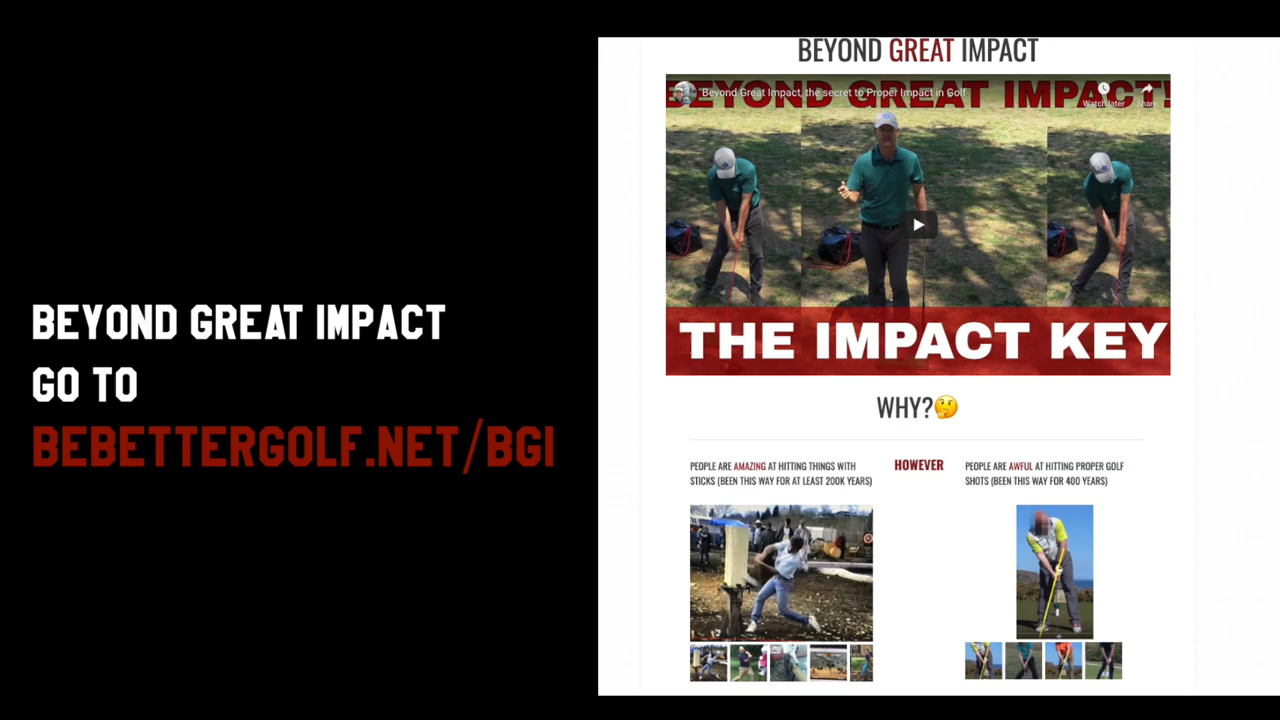 BEYOND GREAT IMPACT
GO TO
BEBETTERGOLF.NET/BGI
BEYOND GREAT IMPACT
BEYOND GREAT IMPACT!
Beyond Great Impact, the secret to Proper Impact in Golf
Watch later
Share
THE IMPACT KEY
WHY?🤔
PEOPLE ARE AMAZING AT HITTING THINGS WITH
STICKS (BEEN THIS WAY FOR AT LEAST 200K YEARS)
HOWEVER
PEOPLE ARE AWFUL AT HITTING PROPER GOLF
SHOTS (BEEN THIS WAY FOR 400 YEARS)